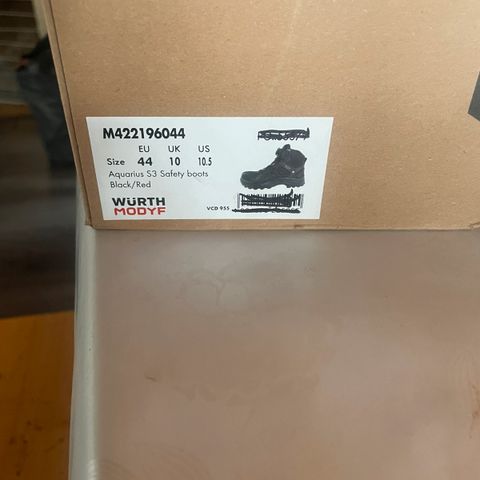 M422196044
EU UK US
Size 44 10 10.5
Aquarius S3 Safety boots
Black/Red
WÜRTH
MODYF
VCD 955